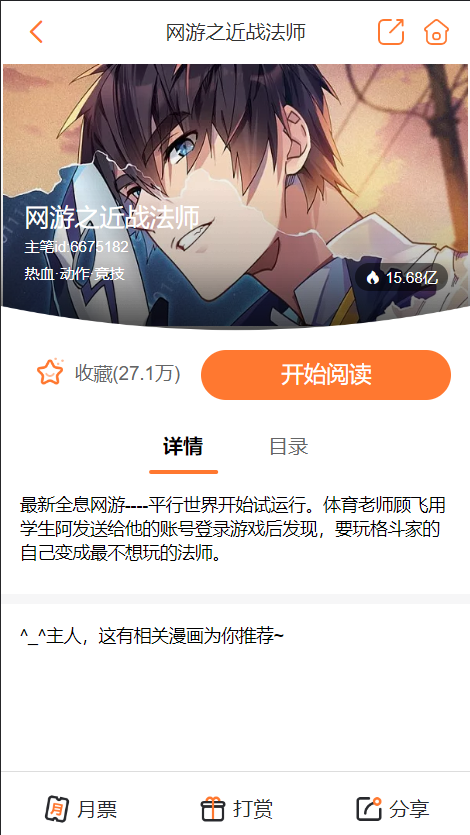 网游之近战法师
网游之近战法师
主笔id:6675182
热血·动作·竞技
15.68亿
收藏(27.1万)
开始阅读
详情
目录
最新全息网游----平行世界开始试运行。体育老师顾飞用
学生阿发送给他的账号登录游戏后发现，要玩格斗家的
自己变成最不想玩的法师。
^_^主人，这有相关漫画为你推荐~
月
月票
打赏
分享